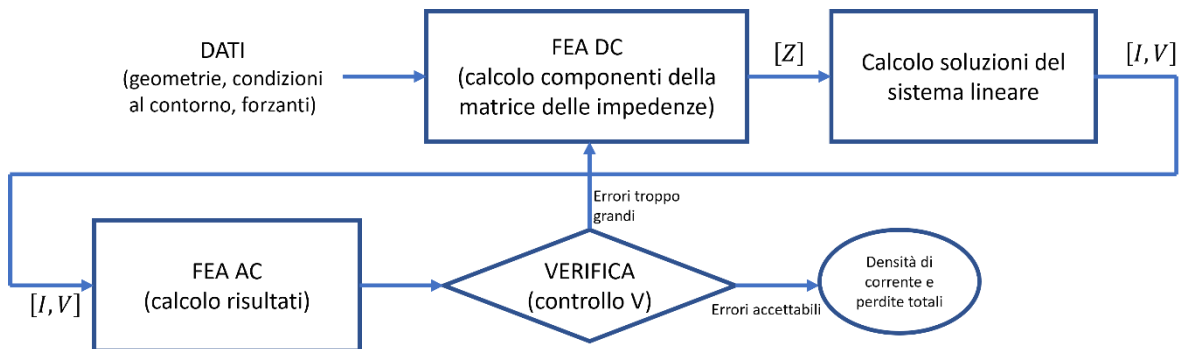 DATI
(geometrie, condizioni
al contorno, forzanti)
FEA DC
(calcolo componenti della
matrice delle impedenze)
[Z]
Calcolo soluzioni del
sistema lineare
[I, V]
[I, V]
FEA AC
(calcolo risultati)
Errori troppo
grandi
VERIFICA
(controllo V)
Errori accettabili
Densità di
corrente e
perdite totali